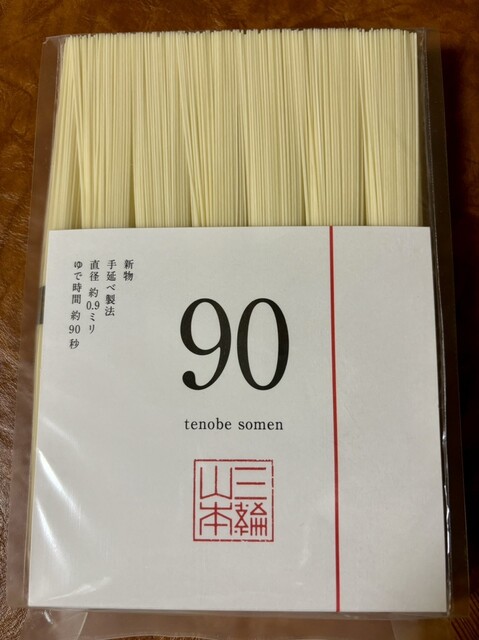 新物
手延べ製法
直径 約0.9ミリ
ゆで時間 約90秒
90
tenobe somen
三輪
山本